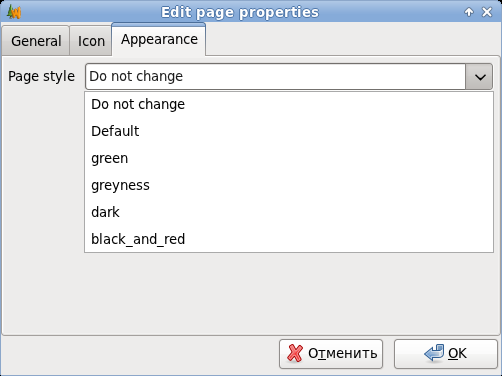 Edit page properties
General Icon Appearance
Page style Do not change
Do not change
Default
green
greyness
dark
black_and_red
Отменить OK